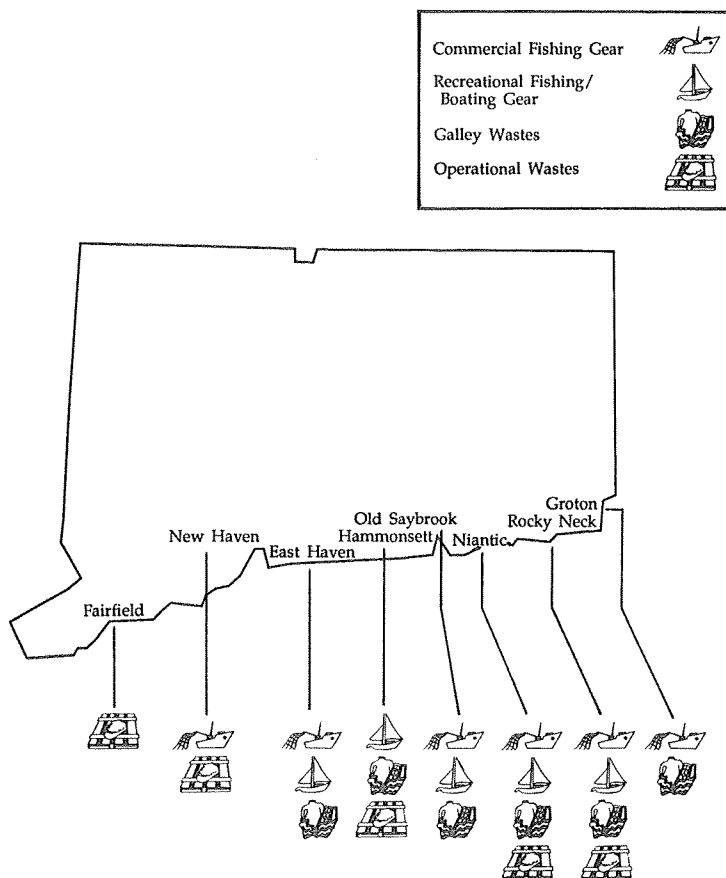 Commercial Fishing Gear
Recreational Fishing/
Boating Gear
Galley Wastes
Operational Wastes
Groton
Old Saybrook
Rocky Neck
New Haven
Hammonsett
Niantic
East Haven
Fairfield